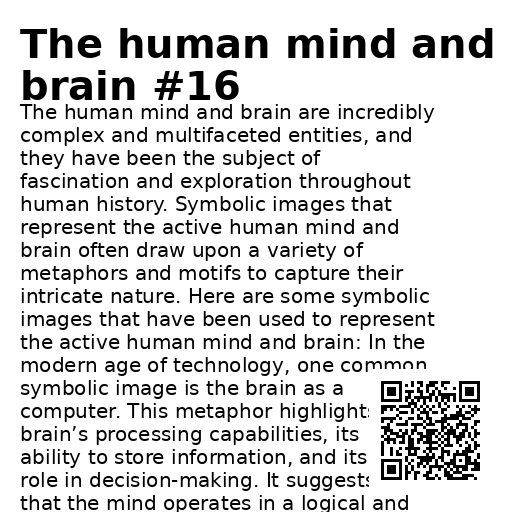 The human mind and
brain #16
The human mind and brain are incredibly
complex and multifaceted entities, and
they have been the subject of
fascination and exploration throughout
human history. Symbolic images that
represent the active human mind and
brain often draw upon a variety of
metaphors and motifs to capture their
intricate nature. Here are some symbolic
images that have been used to represent
the active human mind and brain: In the
modern age of technology, one common
symbolic image is the brain as a
computer. This metaphor highlights
brain’s processing capabilities, its
ability to store information, and its
role in decision-making. It suggests
that the mind operates in a logical and